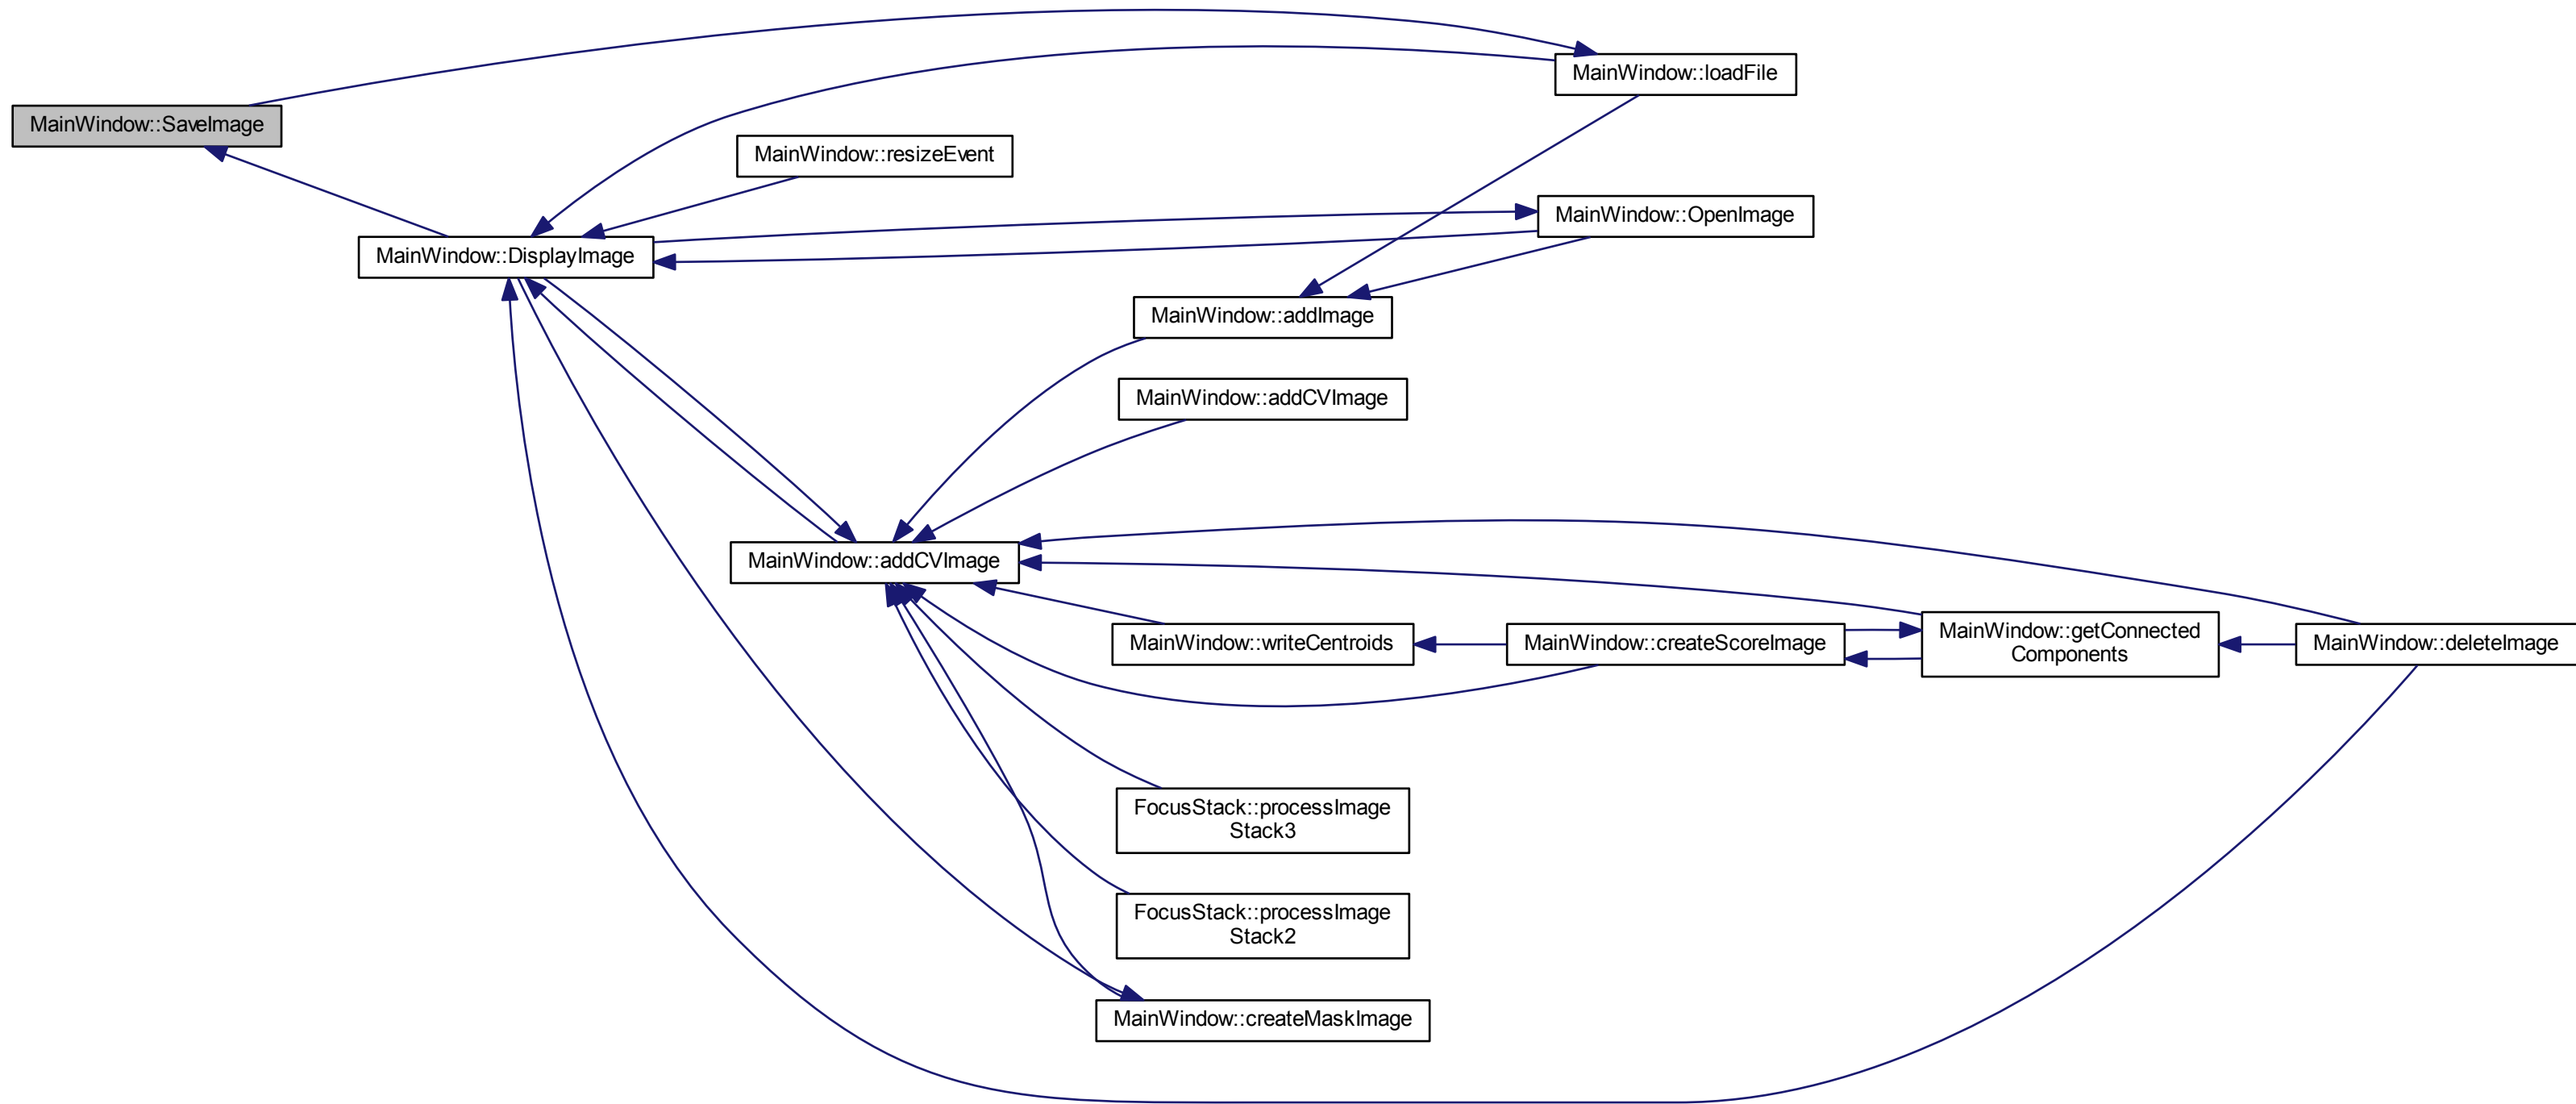 MainWindow::loadFile
MainWindow::SaveImage
MainWindow::resizeEvent
MainWindow::OpenImage
MainWindow::DisplayImage
MainWindow::addImage
MainWindow::addCVImage
MainWindow::addCVImage
MainWindow::writeCentroids
MainWindow::createScoreImage
MainWindow::getConnected
Components
MainWindow::deleteImage
FocusStack::processImage
Stack3
FocusStack::processImage
Stack2
MainWindow::createMaskImage